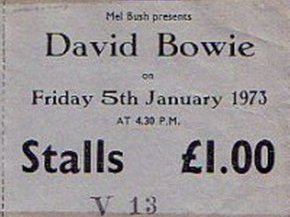 Mel Bush presents
David Bowie
on
Friday 5th January 1973
AT 4.30 P.M.
Stalls £1.00
V 13